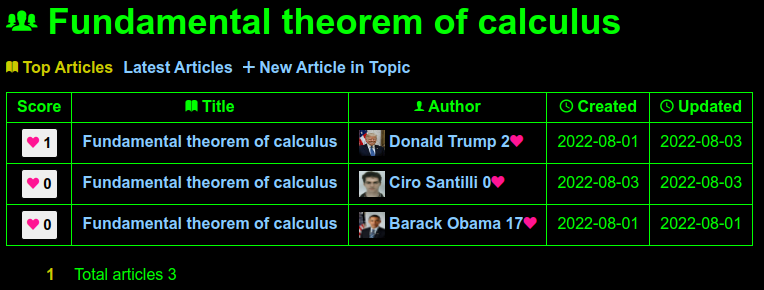 Fundamental theorem of calculus
Top Articles Latest Articles + New Article in Topic
Score Title Author Created Updated
1 Fundamental theorem of calculus Donald Trump 2 2022-08-01 2022-08-03
0 Fundamental theorem of calculus Ciro Santilli 0 2022-08-03 2022-08-03
0 Fundamental theorem of calculus Barack Obama 17 2022-08-01 2022-08-01
1 Total articles 3